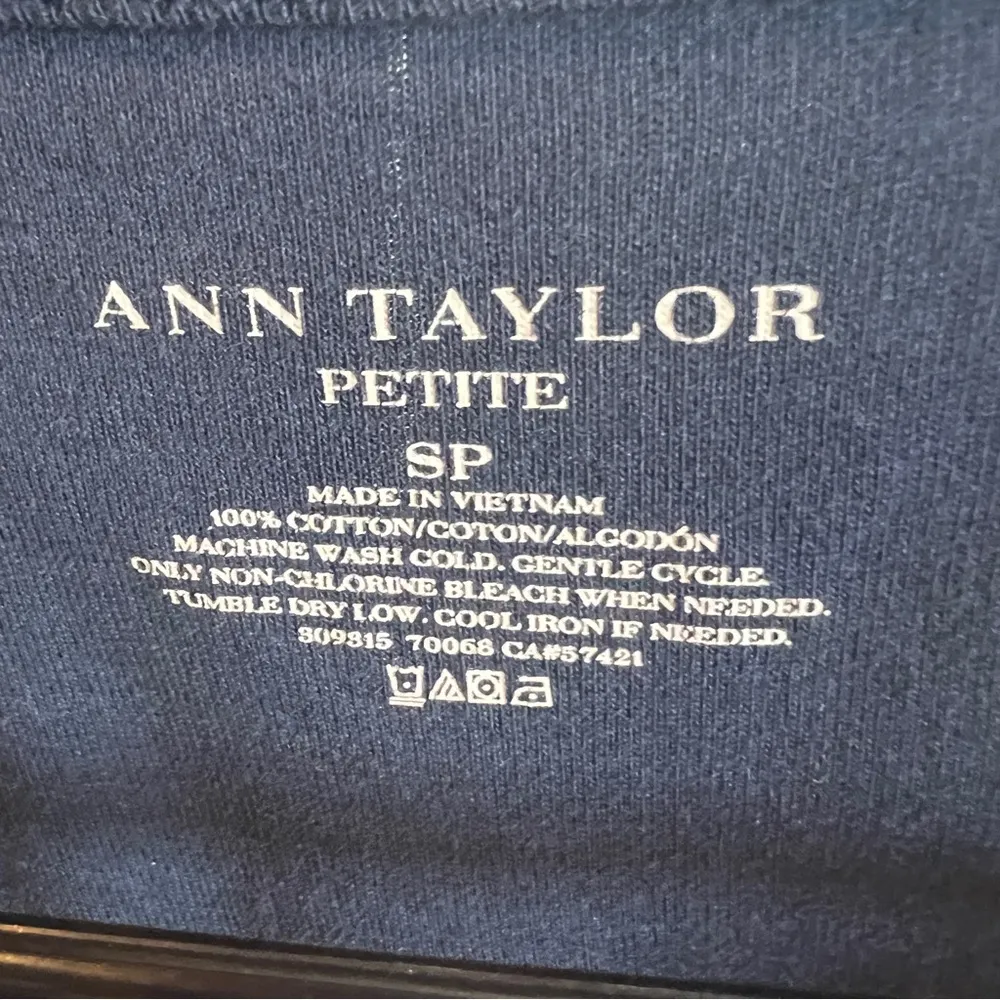 ANN TAYLOR
PETITE
SP
MADE IN VIETNAM
100% COTTON/COTON/ALGODÓN
MACHINE WASH COLD. GENTLE CYCLE.
ONLY NON-CHLORINE BLEACH WHEN NEEDED.
TUMBLE DRY LOW. COOL IRON IF NEEDED.
309315 70068 CA#57421